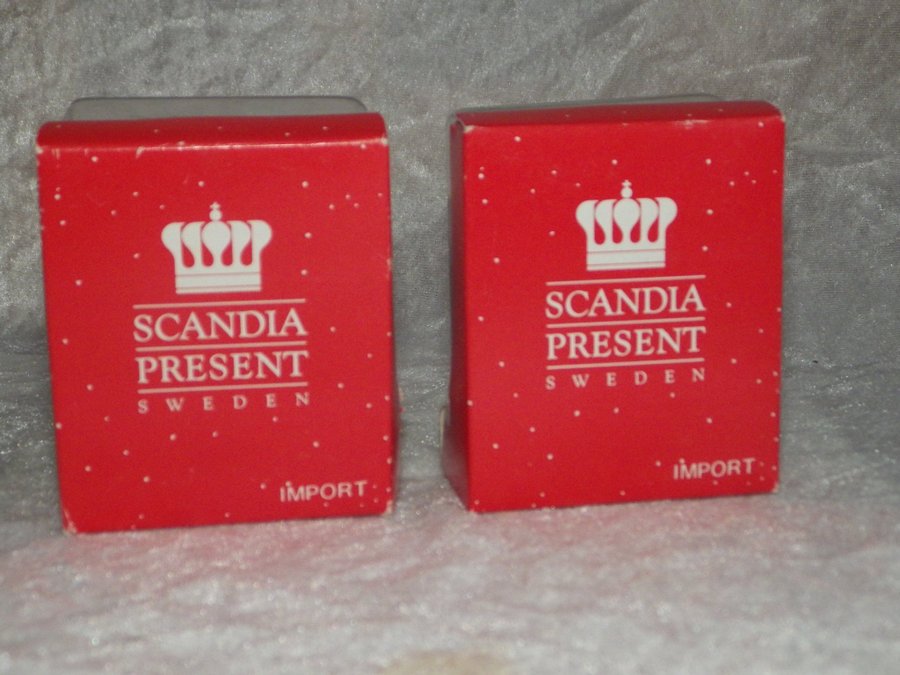 SCANDIA
PRESENT
SWEDEN
IMPORT
SCANDIA
PRESENT
SWEDEN
IMPORT